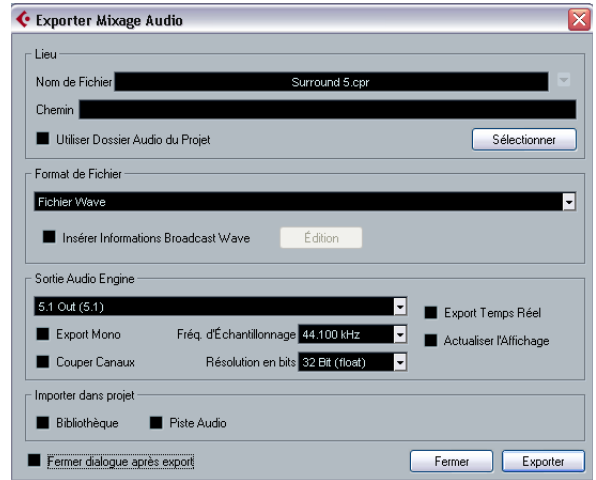 Exporter Mixage Audio
Lieu
Nom de Fichier Surround 5.cpr
Chemin
Utiliser Dossier Audio du Projet Sélectionner
Format de Fichier
Fichier Wave
Insérer Informations Broadcast Wave Édition
Sortie Audio Engine
5.1 Out (5.1)
Export Temps Réel
Export Mono Fréq. d'Échantillonnage 44.100 kHz
Actualiser l'Affichage
Couper Canaux Résolution en bits 32 Bit (float)
Importer dans projet
Bibliothèque Piste Audio
Fermer dialogue après export Fermer Exporter